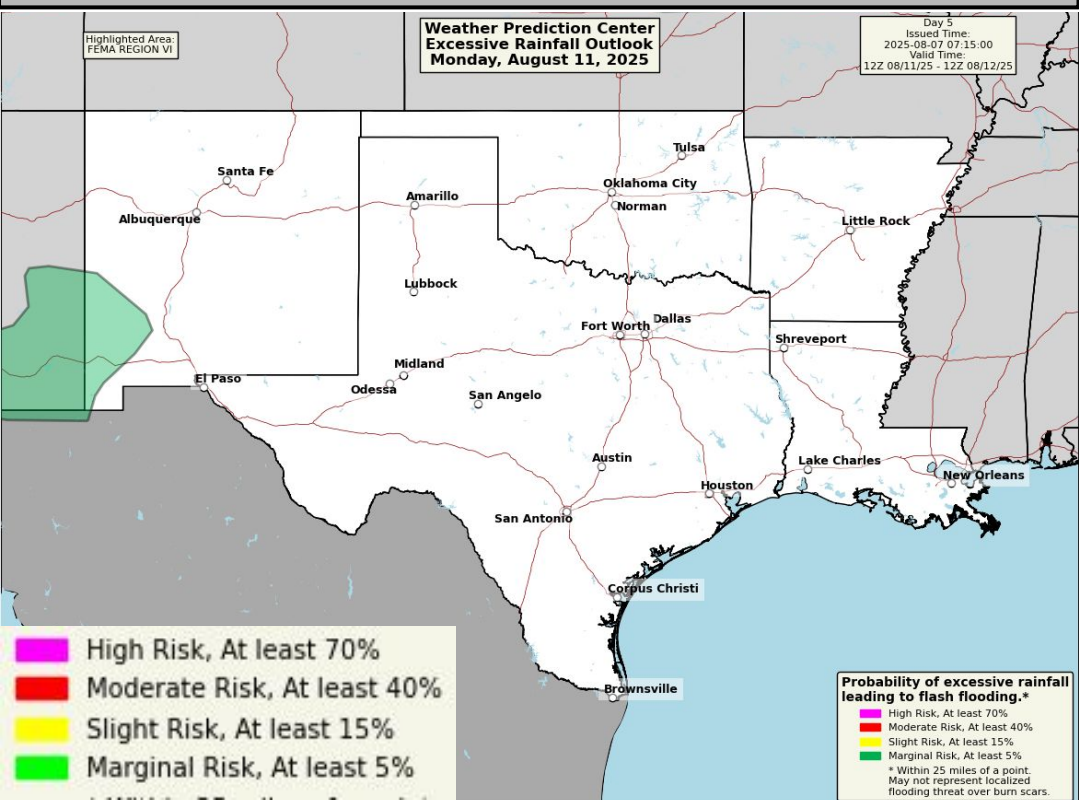 Highlighted Area:
FEMA REGION VI
Weather Prediction Center
Excessive Rainfall Outlook
Monday, August 11, 2025
Day 5
Issued Time:
2025-08-07 07:15:00
Valid Time:
12Z 08/11/25 - 12Z 08/12/25
Tulsa
Santa Fe
Oklahoma City
Amarillo
Norman
Albuquerque
Little Rock
Lubbock
Dallas
Fort Worth
Shreveport
Midland
El Paso
Odessa
San Angelo
Austin
Lake Charles
New Orleans
Houston
San Antonio
Corpus Christi
Brownsville
High Risk, At least 70%
Moderate Risk, At least 40%
Slight Risk, At least 15%
Marginal Risk, At least 5%
Probability of excessive rainfall
leading to flash flooding.*
High Risk, At least 70%
Moderate Risk, At least 40%
Slight Risk, At least 15%
Marginal Risk, At least 5%
* Within 25 miles of a point.
May not represent localized
flooding threat over burn scars.